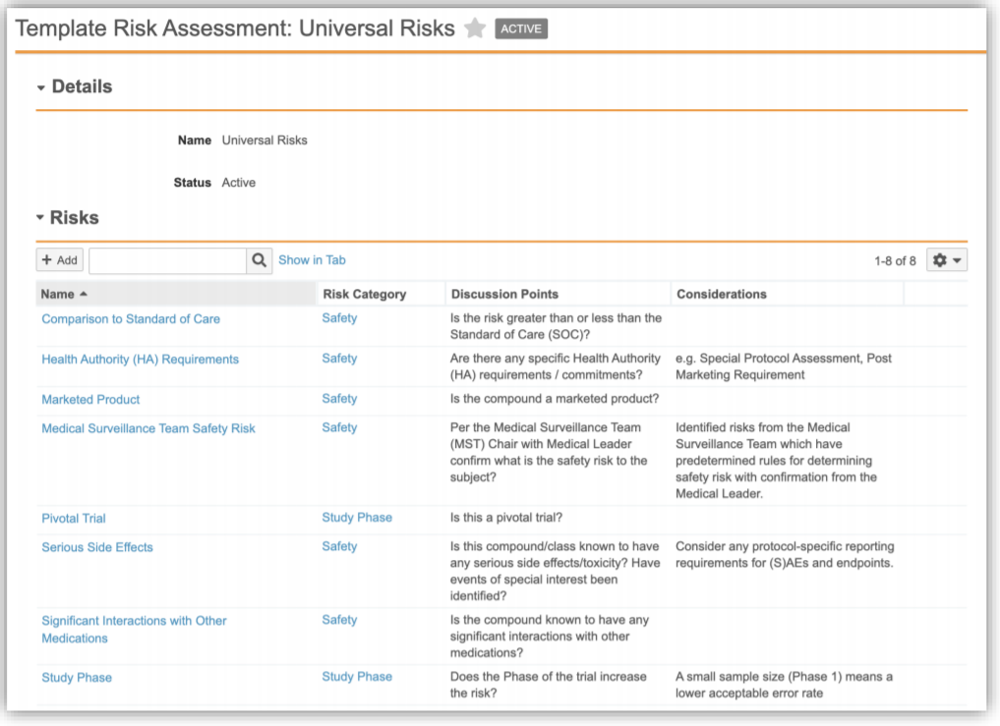 Template Risk Assessment: Universal Risks ACTIVE
Details
Name Universal Risks
Status Active
Risks
+ Add Show in Tab 1-8 of 8
Name Risk Category Discussion Points Considerations
Comparison to Standard of Care Safety Is the risk greater than or less than the
Standard of Care (SOC)?
Health Authority (HA) Requirements Safety Are there any specific Health Authority e.g. Special Protocol Assessment, Post
(HA) requirements / commitments? Marketing Requirement
Marketed Product Safety Is the compound a marketed product?
Medical Surveillance Team Safety Risk Safety Per the Medical Surveillance Team Identified risks from the Medical
(MST) Chair with Medical Leader Surveillance Team which have
confirm what is the safety risk to the predetermined rules for determining
subject? safety risk with confirmation from the
Medical Leader.
Pivotal Trial Study Phase Is this a pivotal trial?
Serious Side Effects Safety Is this compound/class known to have Consider any protocol-specific reporting
any serious side effects/toxicity? Have requirements for (S)AEs and endpoints.
events of special interest been
identified?
Significant Interactions with Other Safety Is the compound known to have any
Medications significant interactions with other
medications?
Study Phase Study Phase Does the Phase of the trial increase A small sample size (Phase 1) means a
the risk? lower acceptable error rate